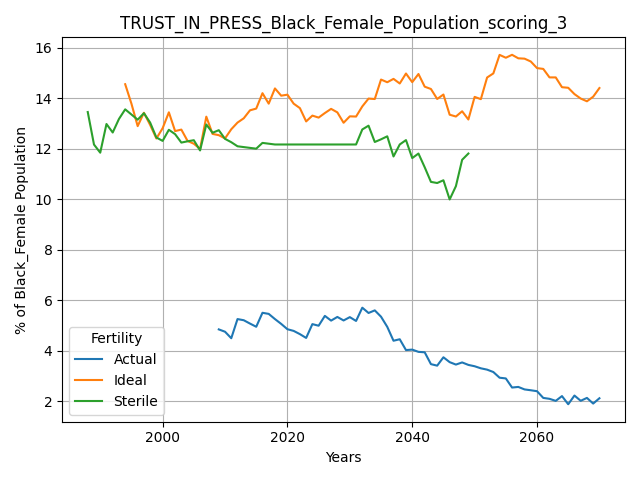 TRUST_IN_PRESS_Black_Female_Population_scoring_3
16
14
12
10
8
6
4
2
% of Black_Female Population
Fertility
Actual
Ideal
Sterile
2000
2020
2040
2060
Years